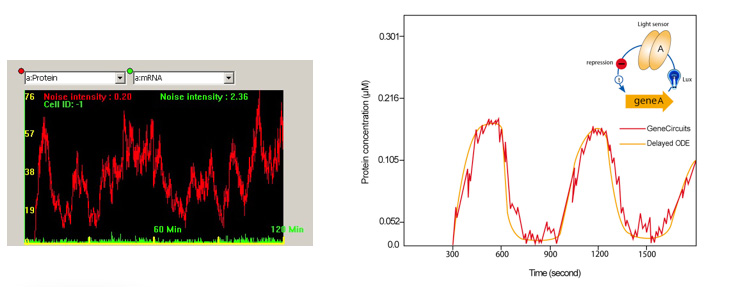 a:Protein
a:mRNA
76
Noise intensity : 0.20
Noise intensity : 2.36
Cell ID: -1
57
38
19
60 Min
120 Min
Light sensor
A
repression
t
Lux
geneA
GeneCircuits
Delayed ODE
Protein concentration (µM)
0.301
0.216
0.105
0.052
0.0
300
600
900
1200
1500
Time (second)